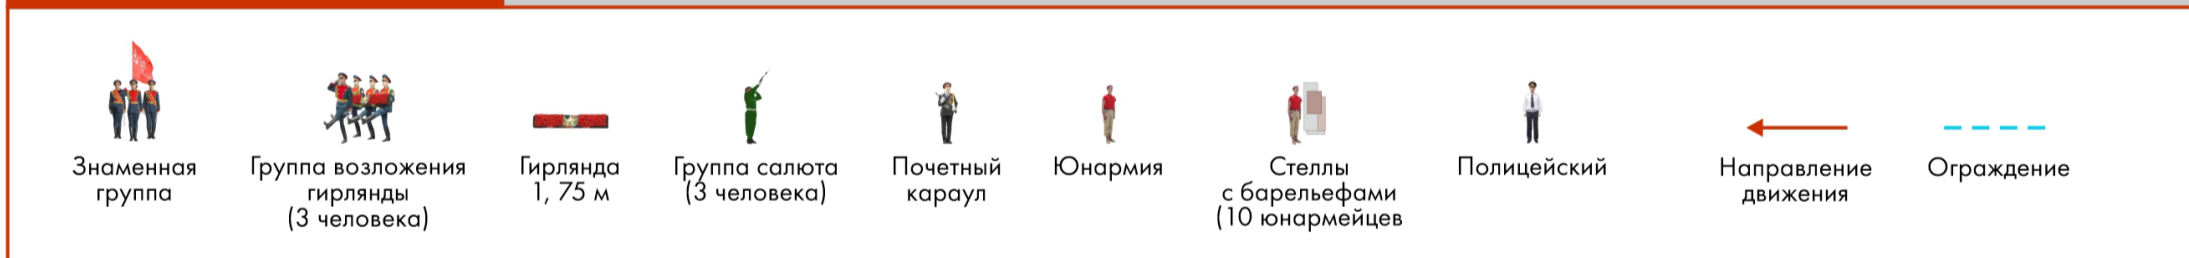 Знаменная
группа
Группа возложения
гирлянды
(3 человека)
Гирлянда
1, 75 м
Группа салюта
(3 человека)
Почетный
караул
Юнармия
Стеллы
с барельефами
(10 юнармейцев
Полицейский
Направление
движения
Ограждение